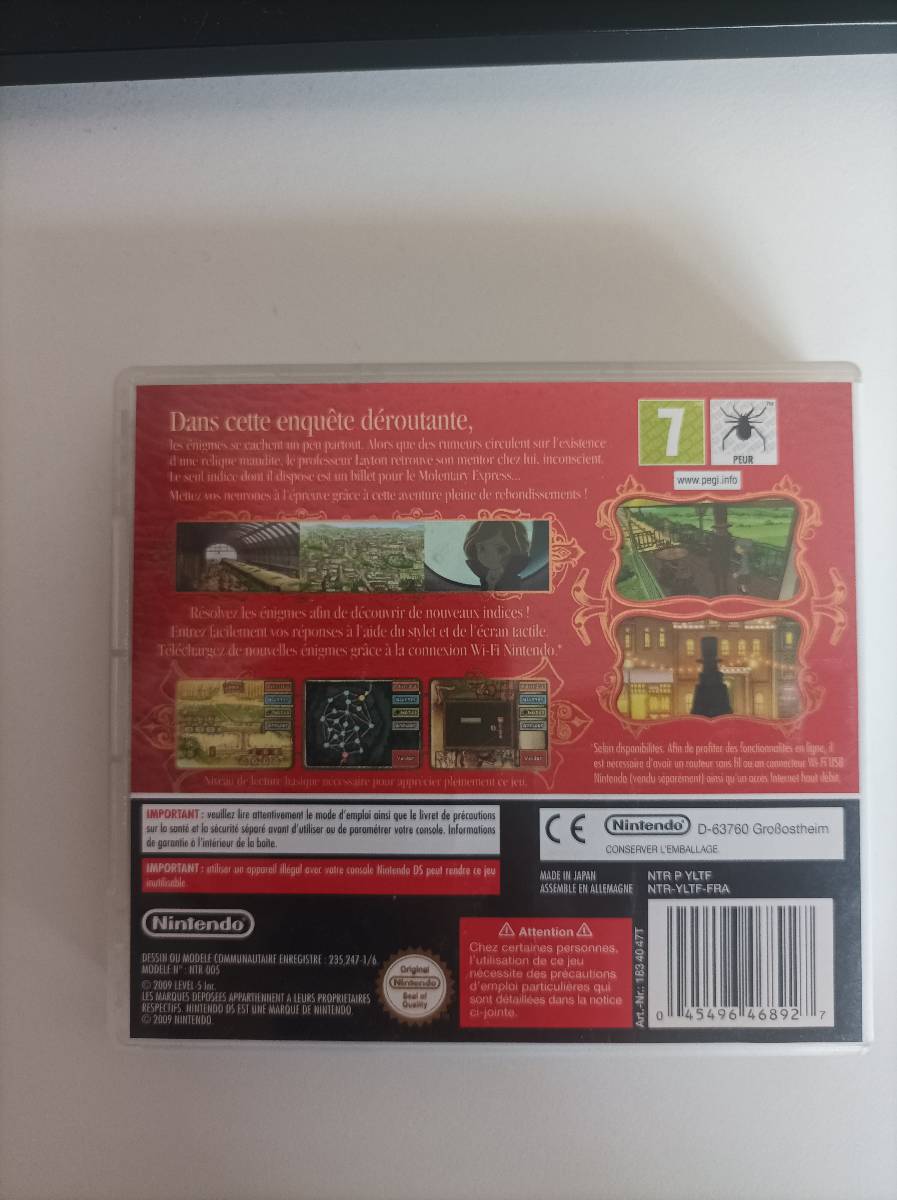 Dans cette enquête déroutante,
les énigmes se cachent un peu partout. Alors que des rumeurs circulent sur l'existence
d'une relique maudite, le professeur Layton retrouve son mentor chez lui, inconscient.
Le seul indice dont il dispose est un billet pour le Molentary Express...
Mettez vos neurones à l'épreuve grâce à cette aventure pleine de rebondissements !
7
PEUR
www.pegi.info
Résolvez les énigmes afin de découvrir de nouveaux indices !
Entrez facilement vos réponses à l'aide du stylet et de l'écran tactile.
Téléchargez de nouvelles énigmes grâce à la connexion Wi-Fi Nintendo.*
Valider
Valider
Niveau de lecture basique nécessaire pour apprécier pleinement ce jeu.
*Selon disponibilités. Afin de profiter des fonctionnalités en ligne, il
est nécessaire d'avoir un routeur sans fil ou un connecteur Wi-Fi USB
Nintendo (vendu séparément) ainsi qu'un accès Internet haut débit.
IMPORTANT : veuillez lire attentivement le mode d'emploi ainsi que le livret de précautions
sur la santé et la sécurité séparé avant d'utiliser ou de paramétrer votre console. Informations
de garantie à l'intérieur de la boîte.
IMPORTANT : utiliser un appareil illégal avec votre console Nintendo DS peut rendre ce jeu
inutilisable.
CE Nintendo D-63760 Großostheim
CONSERVER L'EMBALLAGE.
MADE IN JAPAN
ASSEMBLÉ EN ALLEMAGNE
NTR P YLTF
NTR-YLTF-FRA
Nintendo
DESSIN OU MODELE COMMUNAUTAIRE ENREGISTRE : 235,247-1/6
MODELE N° : NTR-005
© 2009 LEVEL-5 Inc.
LES MARQUES DEPOSEES APPARTIENNENT A LEURS PROPRIETAIRES
RESPECTIFS. NINTENDO DS EST UNE MARQUE DE NINTENDO.
© 2009 NINTENDO.
Original
Nintendo
Seal of
Quality
Attention
Chez certaines personnes,
l'utilisation de ce jeu
nécessite des précautions
d'emploi particulières qui
sont détaillées dans la notice
ci-jointe.
Art.-Nr.: 183 40 47T
0 45496 46892 7